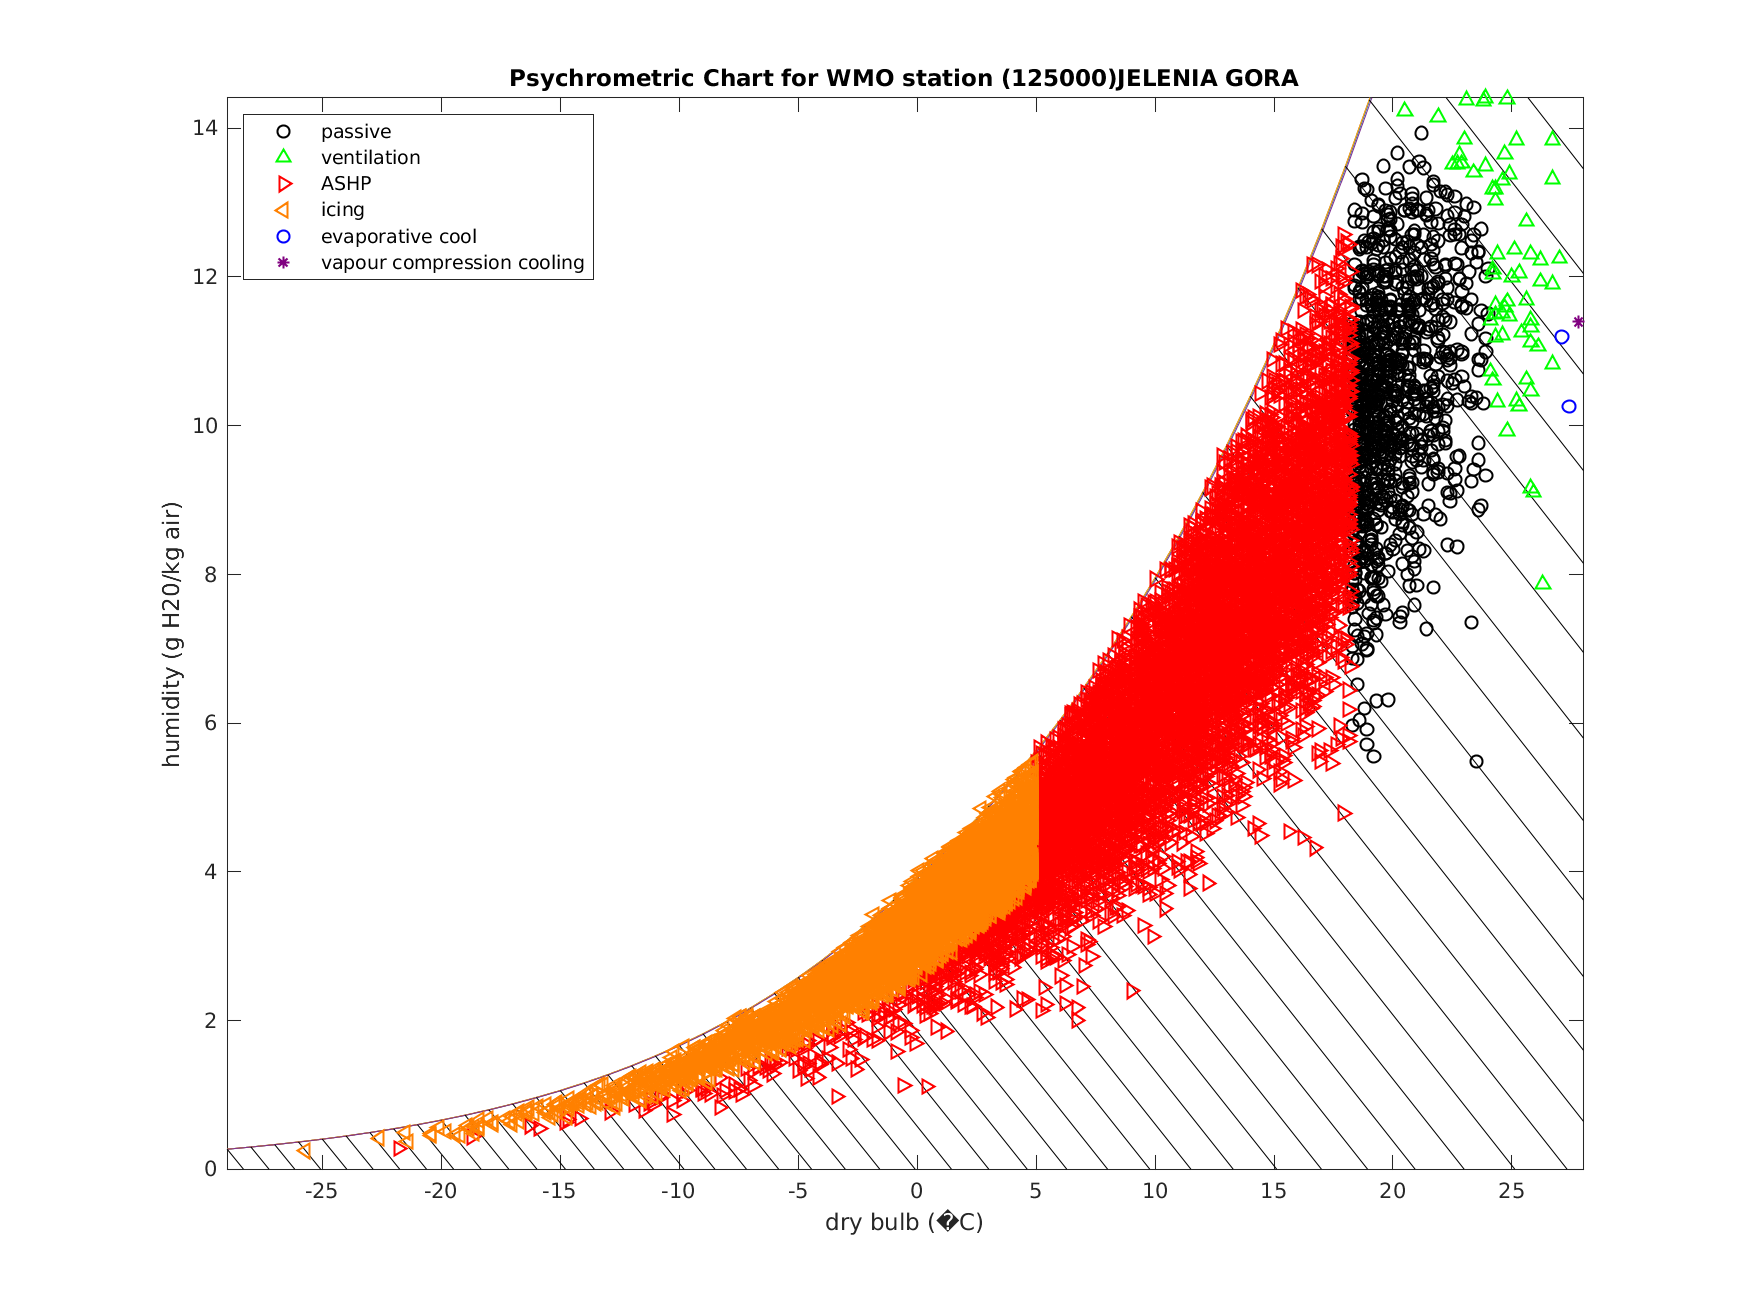 Psychrometric Chart for WMO station (125000)JELENIA GORA
passive
ventilation
ASHP
icing
evaporative cool
vapour compression cooling
humidity (g H20/kg air)
14
12
10
8
6
4
2
0
-25
-20
-15
-10
-5
0
5
10
15
20
25
dry bulb (�C)